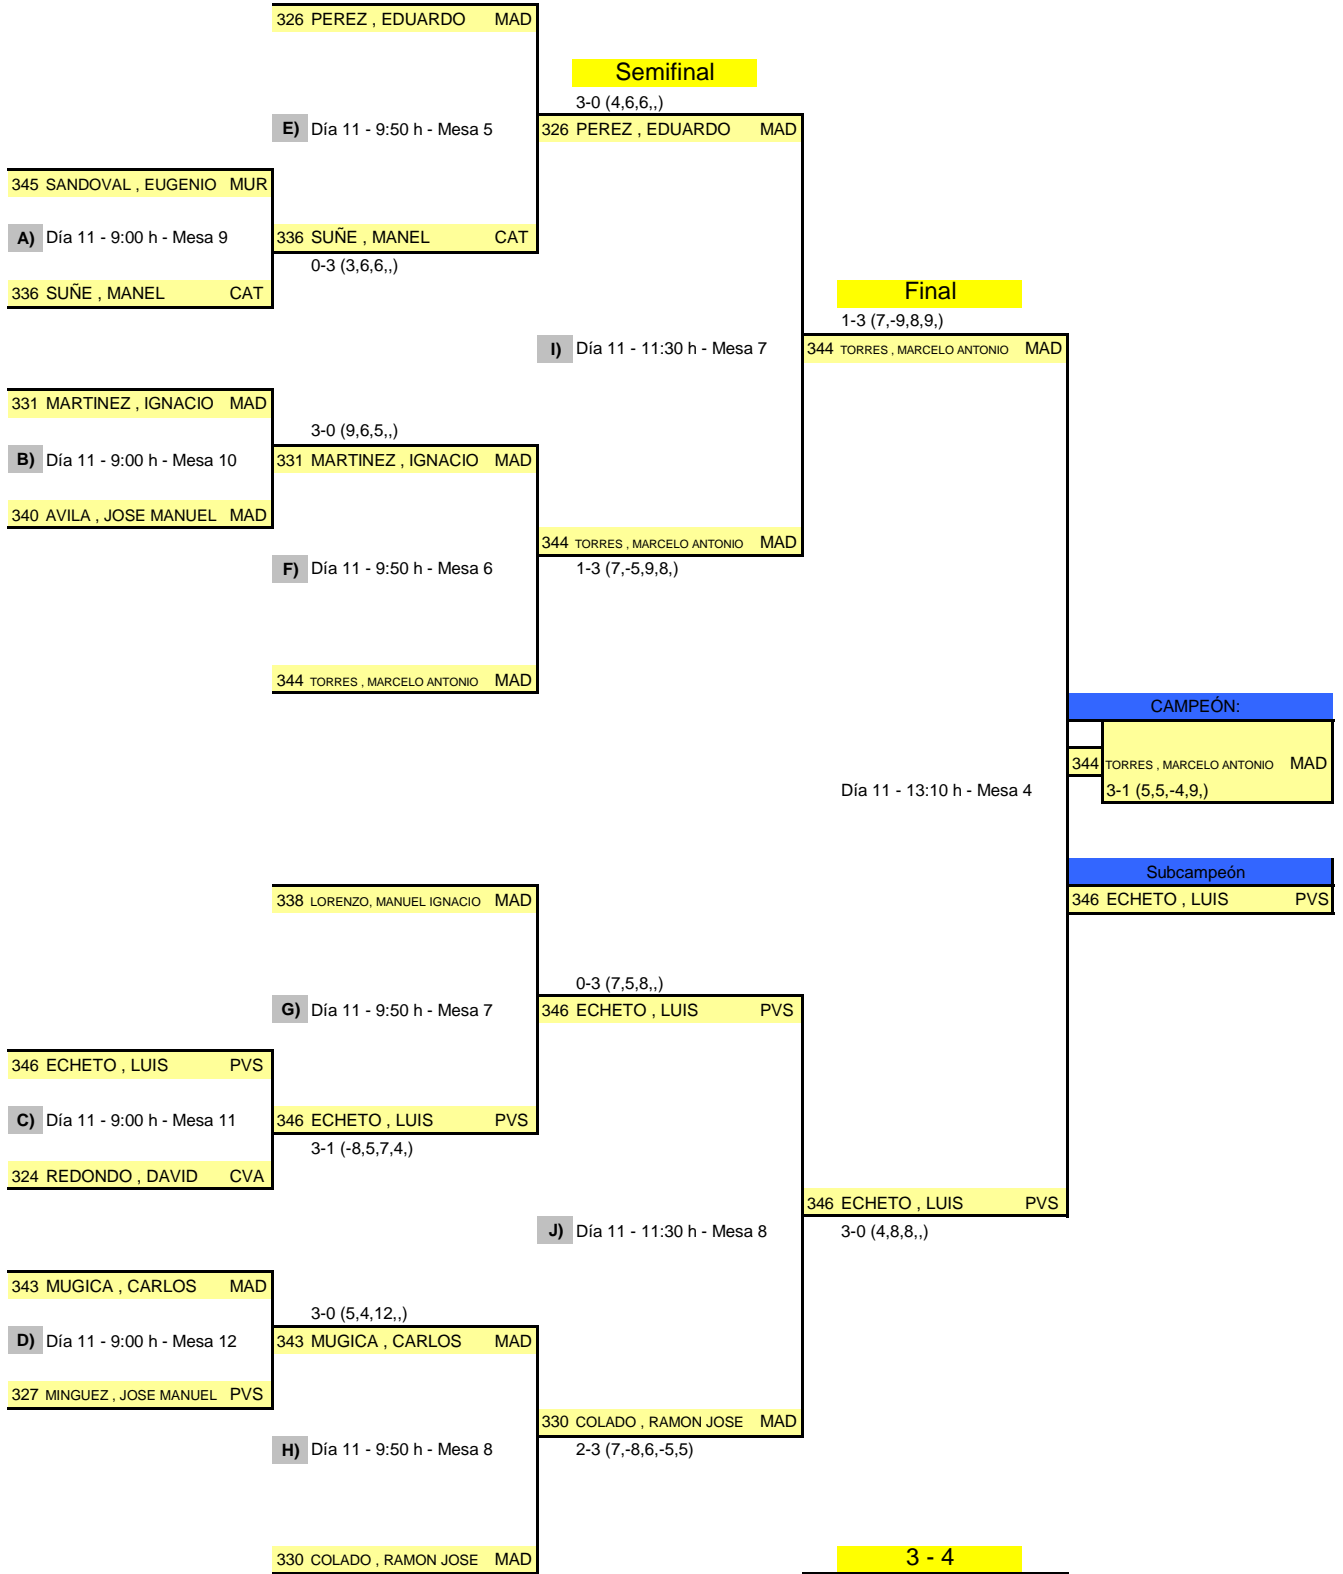 326 PEREZ , EDUARDO MAD
Semifinal
3-0 (4,6,6,,)
E) Día 11 - 9:50 h - Mesa 5
326 PEREZ , EDUARDO MAD
345 SANDOVAL , EUGENIO MUR
A) Día 11 - 9:00 h - Mesa 9
336 SUÑE , MANEL CAT
0-3 (3,6,6,,)
336 SUÑE , MANEL CAT
Final
1-3 (7,-9,8,9,)
I) Día 11 - 11:30 h - Mesa 7
344 TORRES , MARCELO ANTONIO MAD
331 MARTINEZ , IGNACIO MAD
3-0 (9,6,5,,)
B) Día 11 - 9:00 h - Mesa 10
331 MARTINEZ , IGNACIO MAD
340 AVILA , JOSE MANUEL MAD
344 TORRES , MARCELO ANTONIO MAD
F) Día 11 - 9:50 h - Mesa 6
1-3 (7,-5,9,8,)
344 TORRES , MARCELO ANTONIO MAD
CAMPEÓN:
344 TORRES , MARCELO ANTONIO MAD
Día 11 - 13:10 h - Mesa 4
3-1 (5,5,-4,9,)
Subcampeón
338 LORENZO, MANUEL IGNACIO MAD
346 ECHETO , LUIS PVS
0-3 (7,5,8,,)
G) Día 11 - 9:50 h - Mesa 7
346 ECHETO , LUIS PVS
346 ECHETO , LUIS PVS
C) Día 11 - 9:00 h - Mesa 11
346 ECHETO , LUIS PVS
3-1 (-8,5,7,4,)
324 REDONDO , DAVID CVA
346 ECHETO , LUIS PVS
J) Día 11 - 11:30 h - Mesa 8
3-0 (4,8,8,,)
343 MUGICA , CARLOS MAD
3-0 (5,4,12,,)
D) Día 11 - 9:00 h - Mesa 12
343 MUGICA , CARLOS MAD
327 MINGUEZ , JOSE MANUEL PVS
330 COLADO , RAMON JOSE MAD
H) Día 11 - 9:50 h - Mesa 8
2-3 (7,-8,6,-5,5)
330 COLADO , RAMON JOSE MAD
3 - 4